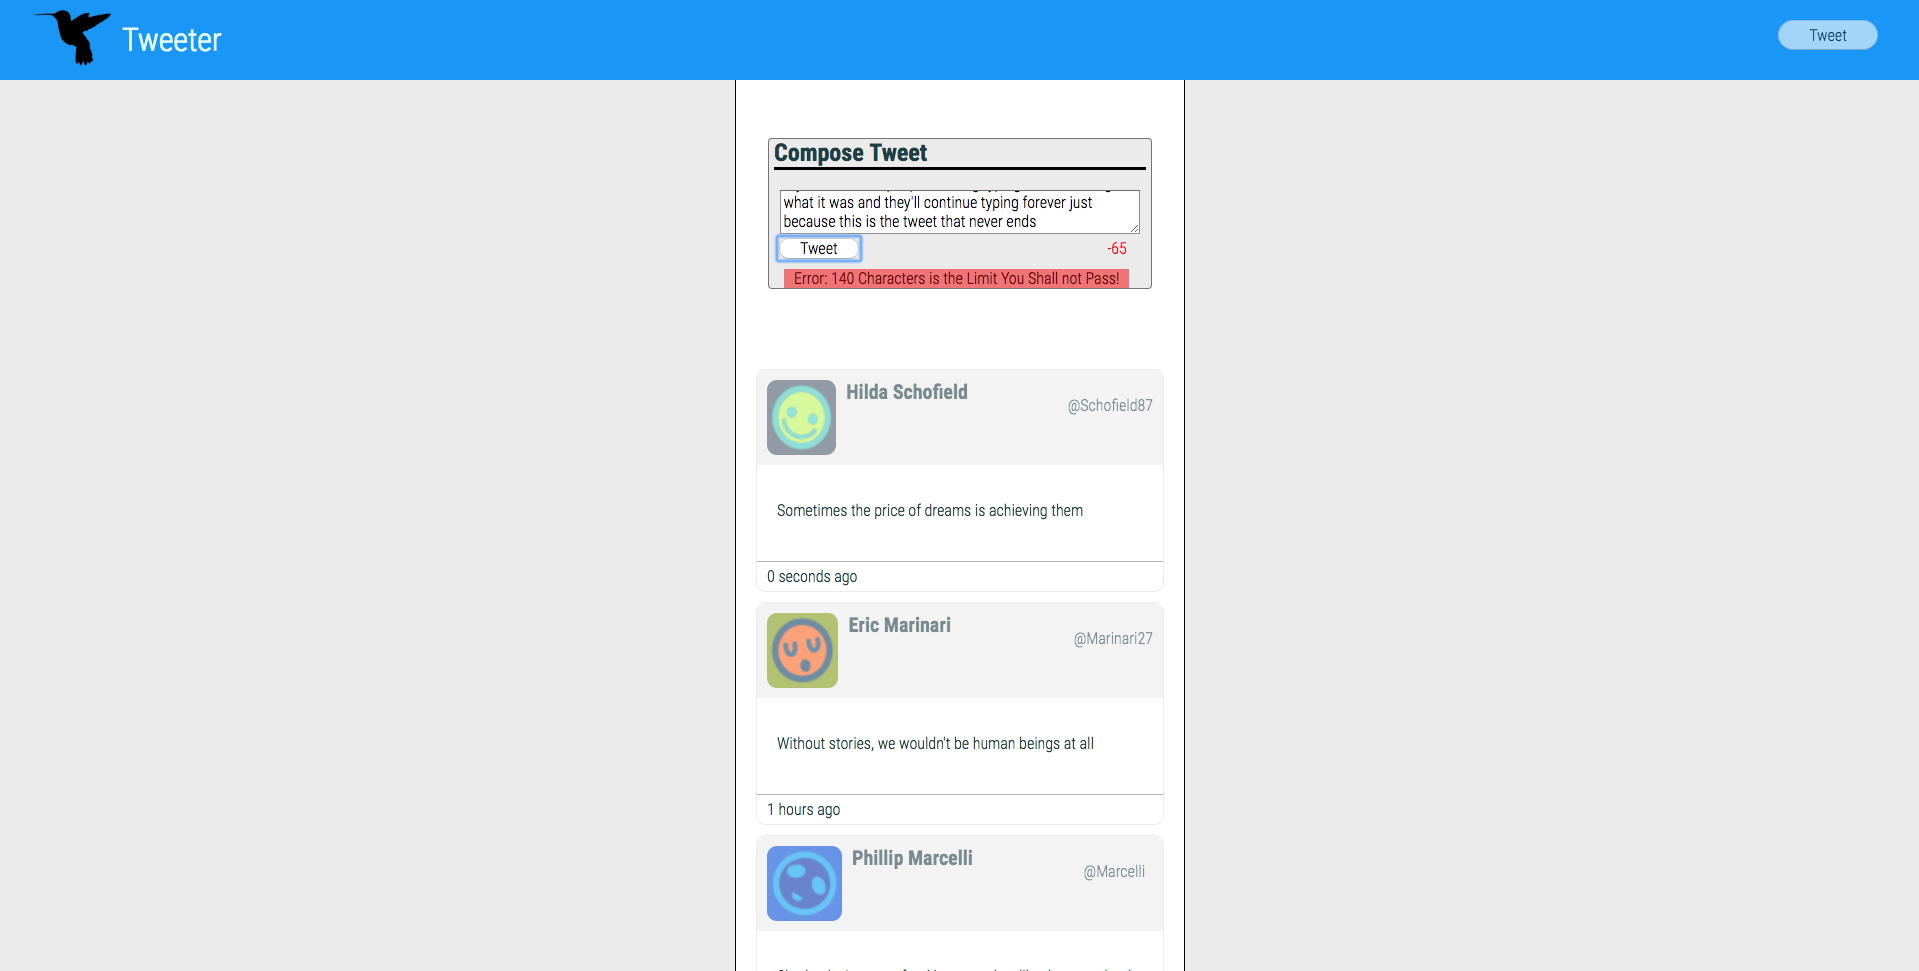 Tweeter
Tweet
Compose Tweet
what it was and they'll continue typing forever just
because this is the tweet that never ends
Tweet
-65
Error: 140 Characters is the Limit You Shall not Pass!
Hilda Schofield
@Schofield87
Sometimes the price of dreams is achieving them
0 seconds ago
Eric Marinari
@Marinari27
Without stories, we wouldn't be human beings at all
1 hours ago
Phillip Marcelli
@Marcelli